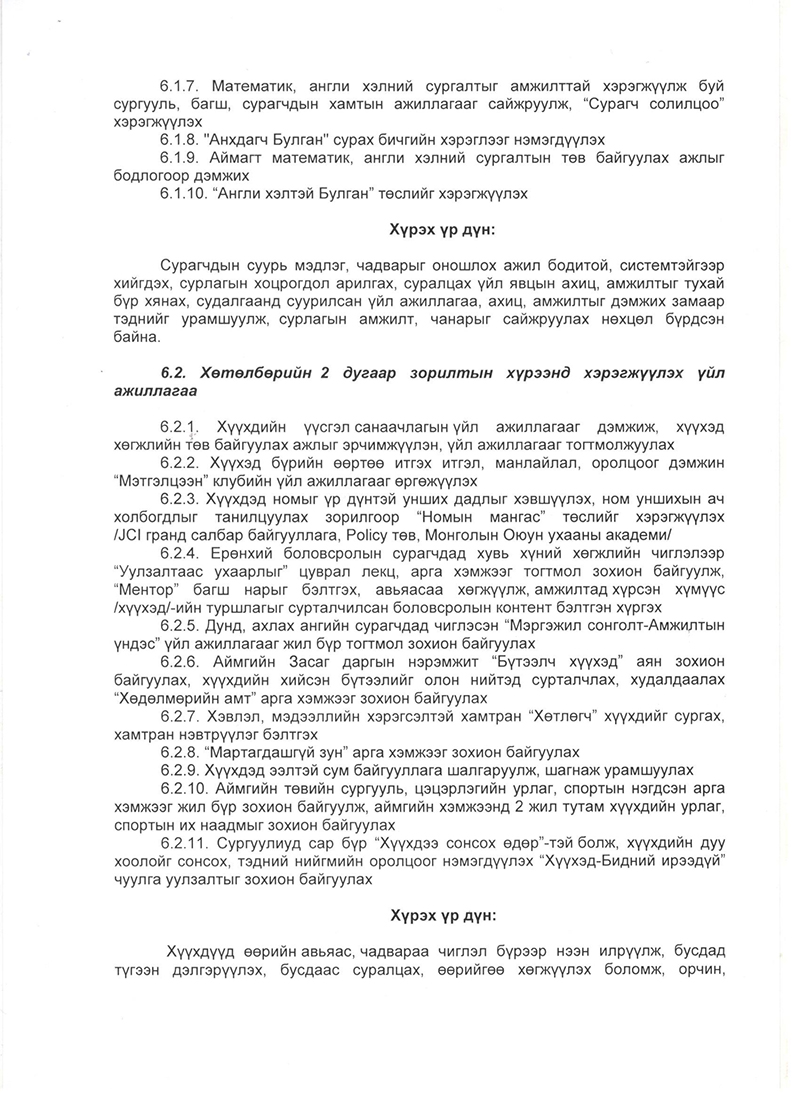 6.1.7. Математик, англи хэлний сургалтыг амжилттай хэрэгжүүлж буй
сургууль, багш, сурагчдын хамтын ажиллагааг сайжруулж, “Сурагч солилцоо”
хэрэгжүүлэх
6.1.8. "Анхдагч Булган" сурах бичгийн хэрэглээг нэмэгдүүлэх
6.1.9. Аймагт математик, англи хэлний сургалтын төв байгуулах ажлыг
бодлогоор дэмжих
6.1.10. “Англи хэлтэй Булган” төслийг хэрэгжүүлэх
Хүрэх үр дүн:
Сурагчдын суурь мэдлэг, чадварыг оношлох ажил бодитой, системтэйгээр
хийгдэх, сурлагын хоцрогдол арилгах, суралцах үйл явцын ахиц, амжилтыг тухай
бүр хянах, судалгаанд суурилсан үйл ажиллагаа, ахиц, амжилтыг дэмжих замаар
тэднийг урамшуулж, сурлагын амжилт, чанарыг сайжруулах нөхцөл бүрдсэн
байна.
6.2. Хөтөлбөрийн 2 дугаар зорилтын хүрээнд хэрэгжүүлэх үйл
ажиллагаа
6.2.1. Хүүхдийн үүсгэл санаачлагын үйл ажиллагааг дэмжиж, хүүхэд
хөгжлийн төв байгуулах ажлыг эрчимжүүлэн, үйл ажиллагааг тогтмолжуулах
6.2.2. Хүүхэд бүрийн өөртөө итгэх итгэл, манлайлал, оролцоог дэмжин
“Мэтгэлцээн” клубийн үйл ажиллагааг өргөжүүлэх
6.2.3. Хүүхдэд номыг үр дүнтэй унших дадлыг хэвшүүлэх, ном уншихын ач
холбогдлыг танилцуулах зорилгоор “Номын мангас” төслийг хэрэгжүүлэх
/JCI гранд салбар байгууллага, Policy төв, Монголын Оюун ухааны академи/
6.2.4. Ерөнхий боловсролын сурагчдад хувь хүний хөгжлийн чиглэлээр
“Уулзалтаас ухаарлыг” цуврал лекц, арга хэмжээг тогтмол зохион байгуулж,
“Ментор” багш нарыг бэлтгэх, авьяасаа хөгжүүлж, амжилтад хүрсэн хүмүүс
/хүүхэд/-ийн туршлагыг сурталчилсан боловсролын контент бэлтгэн хүргэх
6.2.5. Дунд, ахлах ангийн сурагчдад чиглэсэн “Мэргэжил сонголт-Амжилтын
үндэс” үйл ажиллагааг жил бүр тогтмол зохион байгуулах
6.2.6. Аймгийн Засаг даргын нэрэмжит “Бүтээлч хүүхэд” аян зохион
байгуулах, хүүхдийн хийсэн бүтээлийг олон нийтэд сурталчлах, худалдаалах
“Хөдөлмөрийн амт” арга хэмжээг зохион байгуулах
6.2.7. Хэвлэл, мэдээллийн хэрэгсэлтэй хамтран “Хөтлөгч” хүүхдийг сургах,
хамтран нэвтрүүлэг бэлтгэх
6.2.8. “Мартагдашгүй зун” арга хэмжээг зохион байгуулах
6.2.9. Хүүхдэд ээлтэй сум байгууллага шалгаруулж, шагнаж урамшуулах
6.2.10. Аймгийн төвийн сургууль, цэцэрлэгийн урлаг, спортын нэгдсэн арга
хэмжээг жил бүр зохион байгуулж, аймгийн хэмжээнд 2 жил тутам хүүхдийн урлаг,
спортын их наадмыг зохион байгуулах
6.2.11. Сургуулиуд сар бүр “Хүүхдээ сонсох өдөр”-тэй болж, хүүхдийн дуу
хоолойг сонсох, тэдний нийгмийн оролцоог нэмэгдүүлэх “Хүүхэд-Бидний ирээдүй”
чуулга уулзалтыг зохион байгуулах
Хүрэх үр дүн:
Хүүхдүүд өөрийн авьяас, чадвараа чиглэл бүрээр нээн илрүүлж, бусдад
түгээн дэлгэрүүлэх, бусдаас суралцах, өөрийгөө хөгжүүлэх боломж, орчин,